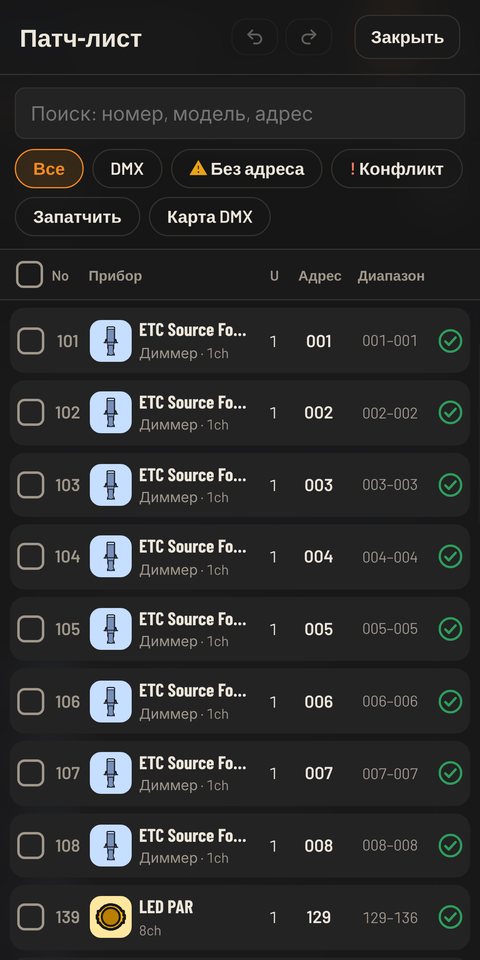 Патч-лист
Закрыть
Поиск: номер, модель, адрес
Все DMX Без адреса ! Конфликт
Запатчить Карта DMX
No Прибор U Адрес Диапазон
101 ETC Source Fo... 1 001 001–001
Диммер · 1ch
102 ETC Source Fo... 1 002 002–002
Диммер · 1ch
103 ETC Source Fo... 1 003 003–003
Диммер · 1ch
104 ETC Source Fo... 1 004 004–004
Диммер · 1ch
105 ETC Source Fo... 1 005 005–005
Диммер · 1ch
106 ETC Source Fo... 1 006 006–006
Диммер · 1ch
107 ETC Source Fo... 1 007 007–007
Диммер · 1ch
108 ETC Source Fo... 1 008 008–008
Диммер · 1ch
139 LED PAR 1 129 129–136
8ch